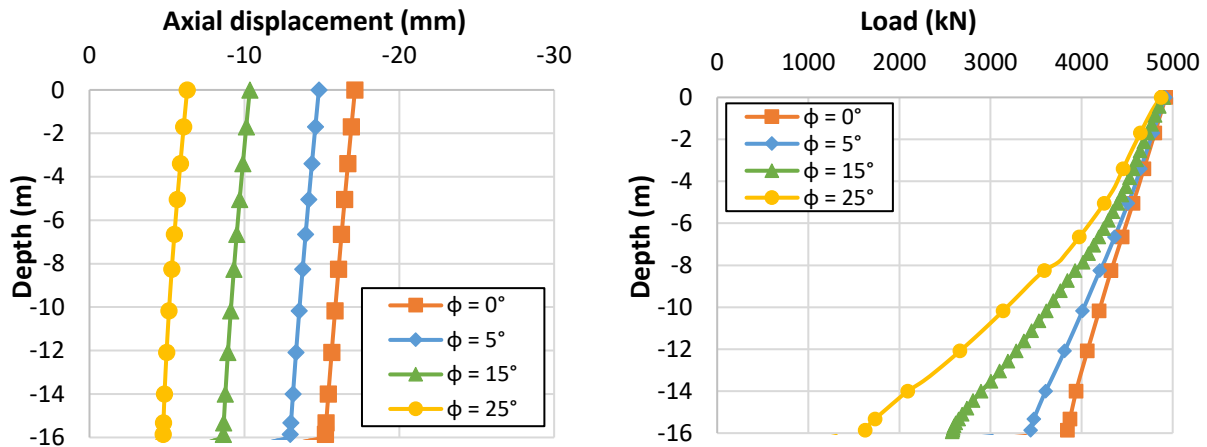 Axial displacement (mm)
0 -10 -20 -30
0
-2
-4
-6
-8
-10
-12
-14
-16
Depth (m)
φ = 0°
φ = 5°
φ = 15°
φ = 25°
Load (kN)
0 1000 2000 3000 4000 5000
0
-2
-4
-6
-8
-10
-12
-14
-16
Depth (m)
φ = 0°
φ = 5°
φ = 15°
φ = 25°